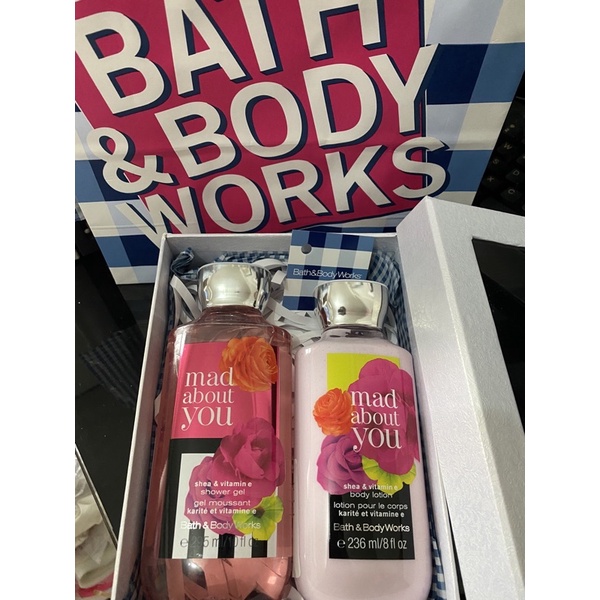 BATH
& BODY
WORKS
Bath&BodyWorks
mad
about
you
shea & vitamin e
shower gel
gel moussant
karité et vitamine e
Bath&BodyWorks
mad
about
you
shea & vitamin e
body lotion
lotion pour le corps
karité et vitamine e
Bath&BodyWorks
℮ 236 ml/8 fl oz